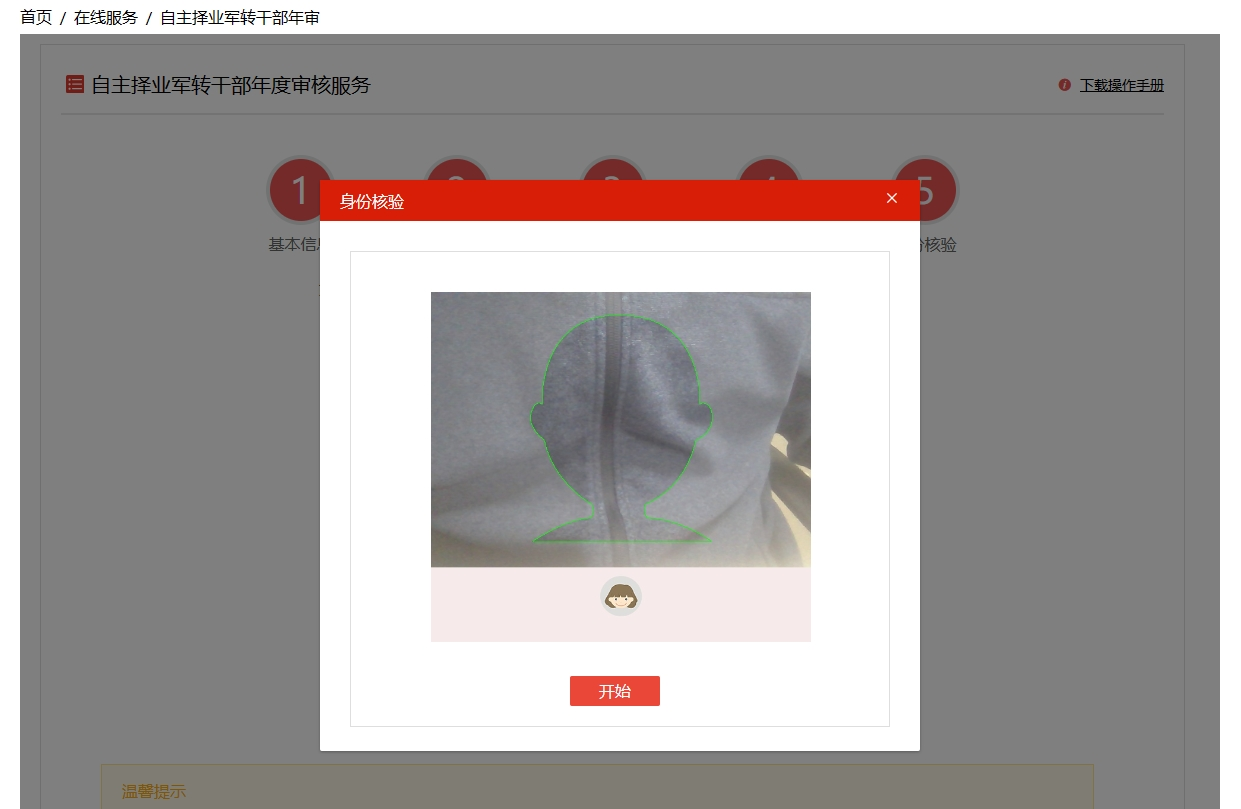 首页 / 在线服务 / 自主择业军转干部年审
自主择业军转干部年度审核服务
下载操作手册
1
5
基本信
核验
身份核验
×
开始
温馨提示